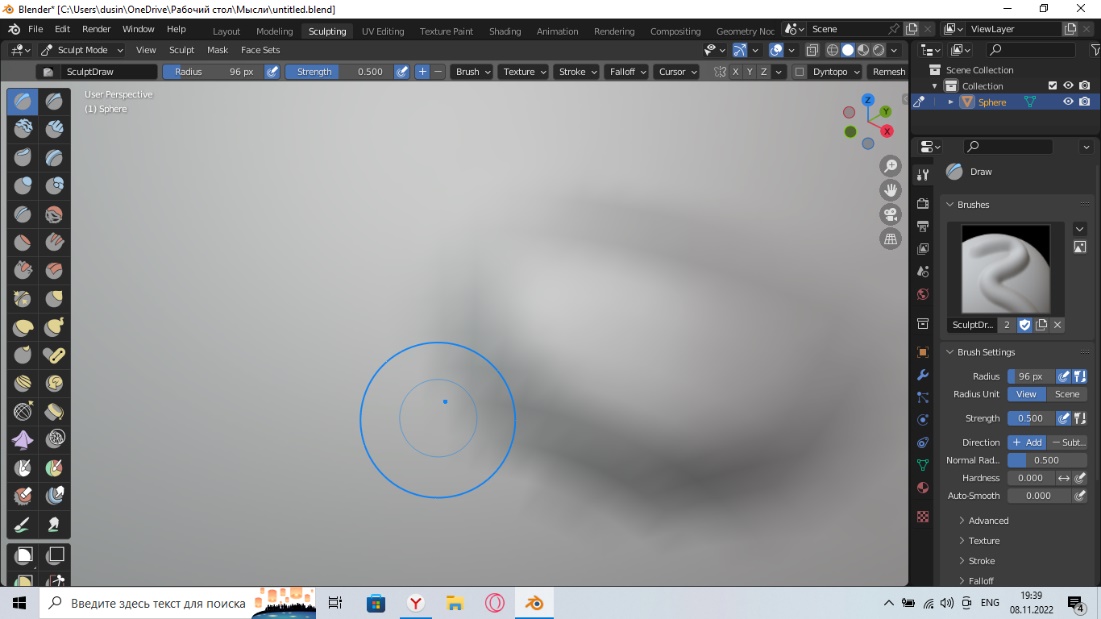 Blender* [C:\Users\dusin\OneDrive\Рабочий стол\Мысли\untitled.blend]
File Edit Render Window Help Layout Modeling Sculpting UV Editing Texture Paint Shading Animation Rendering Compositing Geometry Noc Scene ViewLayer
Sculpt Mode View Sculpt Mask Face Sets
SculptDraw Radius 96 px Strength 0.500 Brush Texture Stroke Falloff Cursor X Y Z Dyntopo Remesh
User Perspective
(1) Sphere
Z
Y
X
Scene Collection
Collection
Sphere
Draw
Brushes
SculptDr... 2
Brush Settings
Radius 96 px
Radius Unit View Scene
Strength 0.500
Direction + Add − Subt...
Normal Rad... 0.500
Hardness 0.000
Auto-Smooth 0.000
Advanced
Texture
Stroke
Falloff
Введите здесь текст для поиска
ENG
19:39
08.11.2022
4